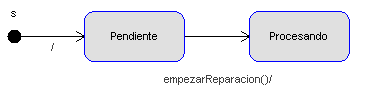 s
/
Pendiente
Procesando
empezarReparacion()/